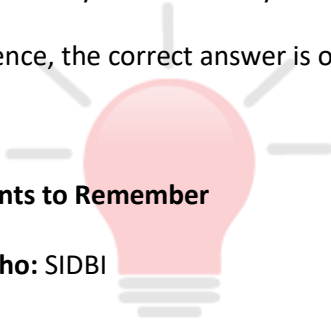 ence, the correct answer is o
nts to Remember
ho: SIDBI